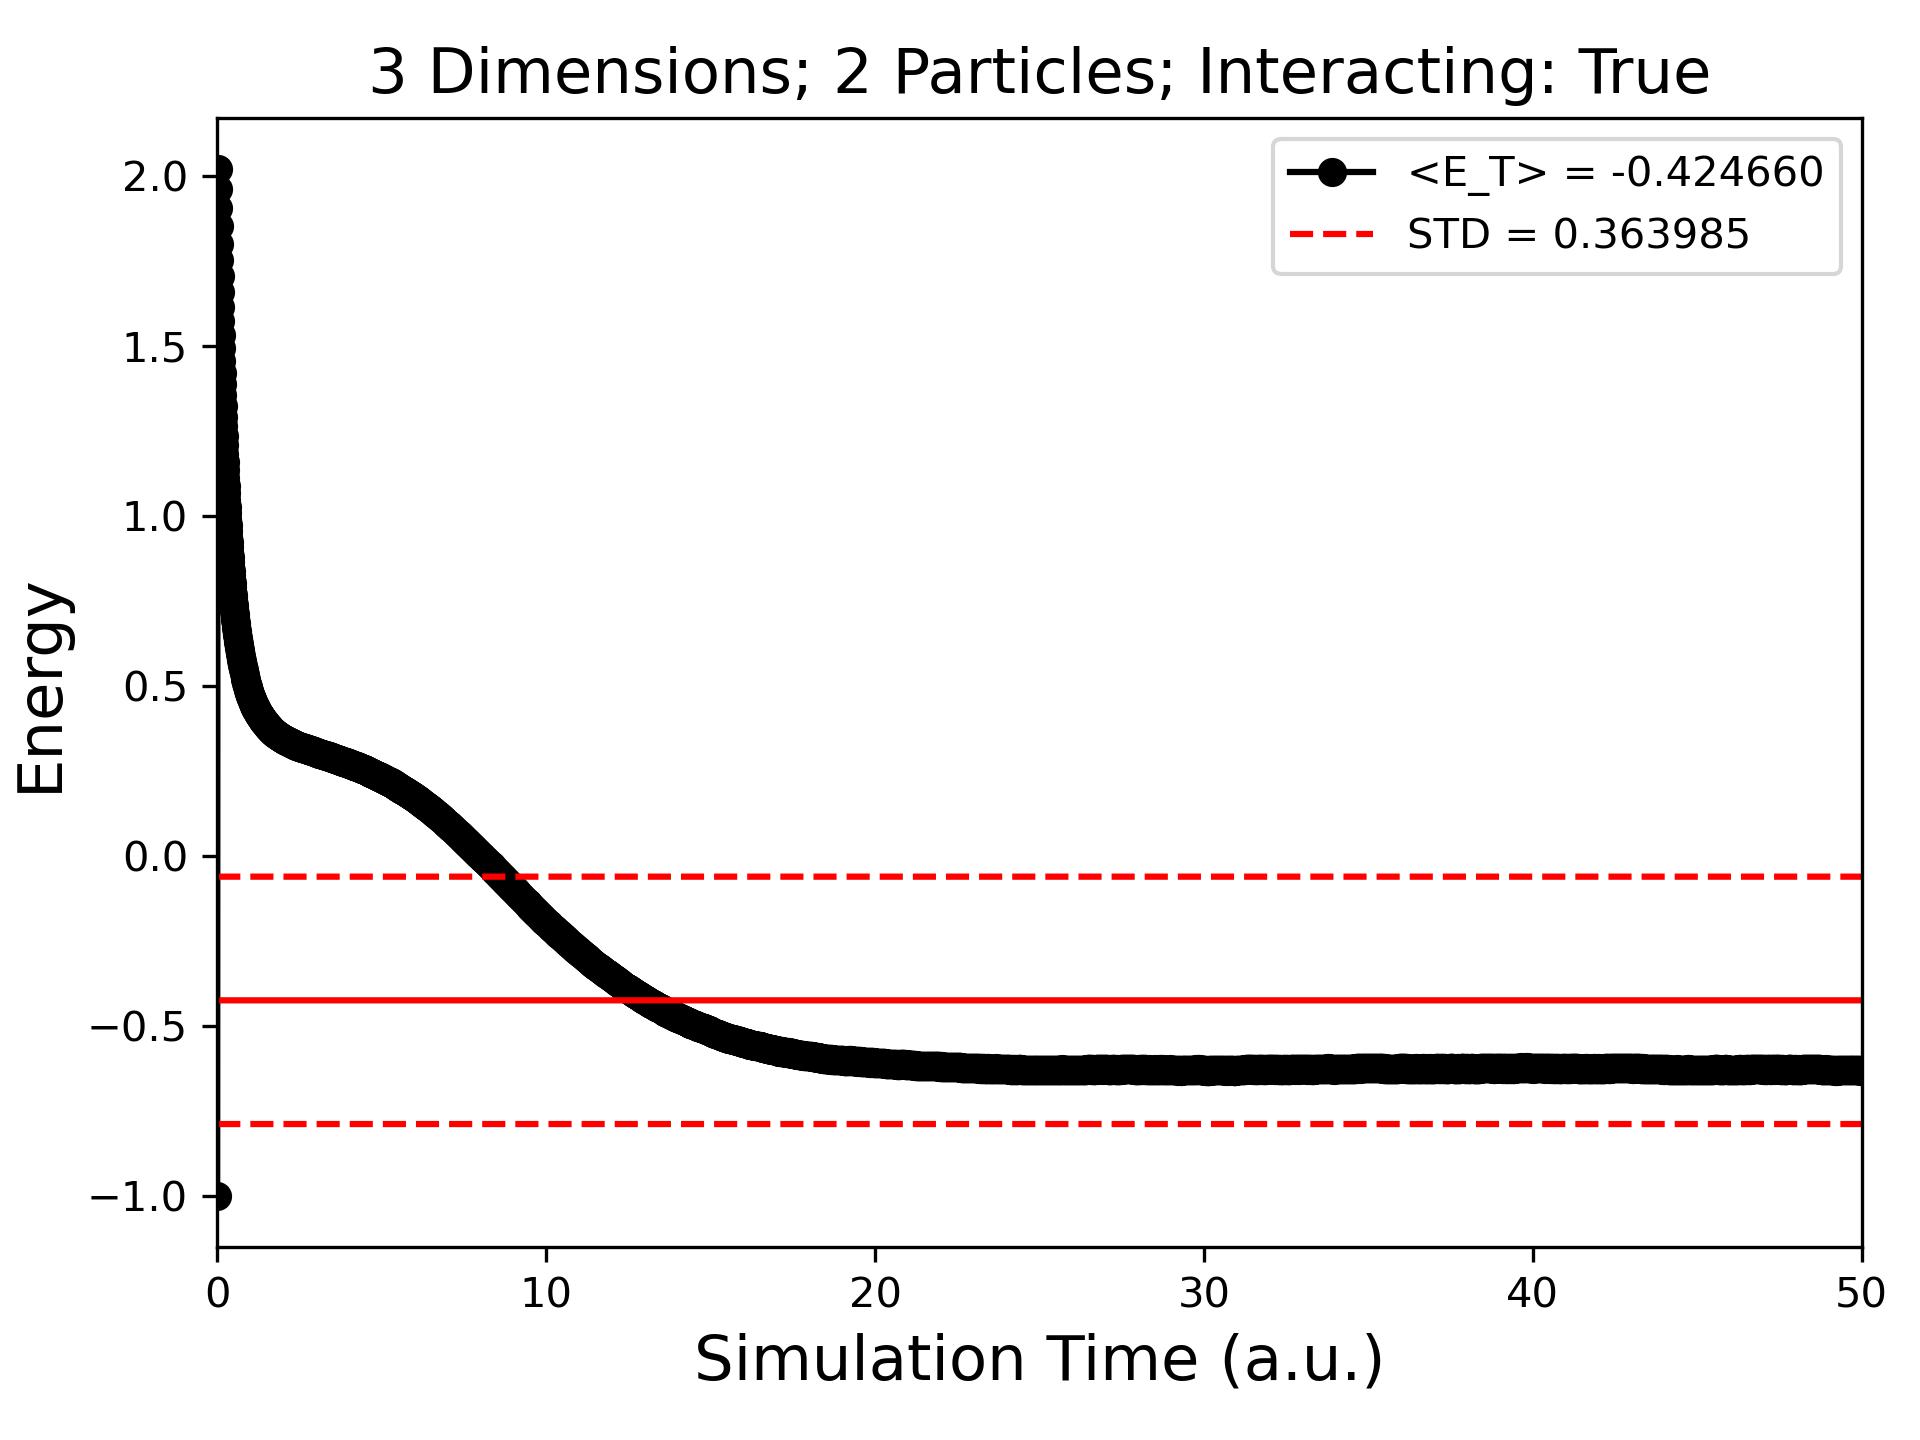 3 Dimensions; 2 Particles; Interacting: True
<E_T> = -0.424660
STD = 0.363985
Energy
2.0
1.5
1.0
0.5
0.0
−0.5
−1.0
0 10 20 30 40 50
Simulation Time (a.u.)